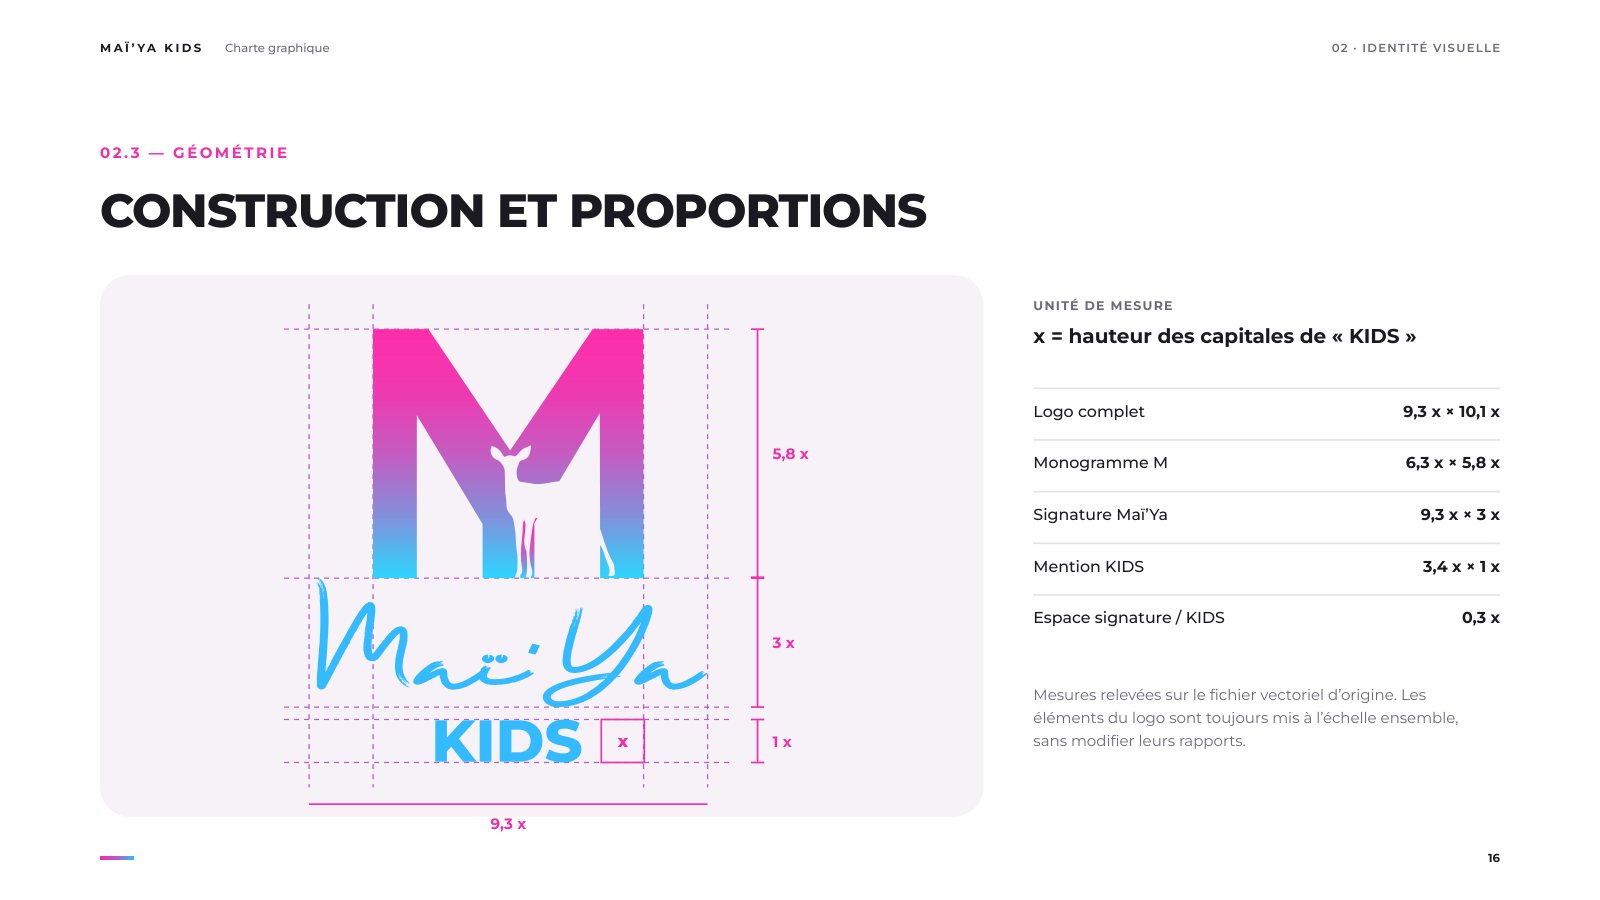 MAÏ’YA KIDS Charte graphique
02 · IDENTITÉ VISUELLE
02.3 — GÉOMÉTRIE
CONSTRUCTION ET PROPORTIONS
M
5,8 x
Maï'Ya
3 x
KIDS
x
1 x
9,3 x
UNITÉ DE MESURE
x = hauteur des capitales de « KIDS »
Logo complet 9,3 x × 10,1 x
Monogramme M 6,3 x × 5,8 x
Signature Maï’Ya 9,3 x × 3 x
Mention KIDS 3,4 x × 1 x
Espace signature / KIDS 0,3 x
Mesures relevées sur le fichier vectoriel d’origine. Les
éléments du logo sont toujours mis à l’échelle ensemble,
sans modifier leurs rapports.
16